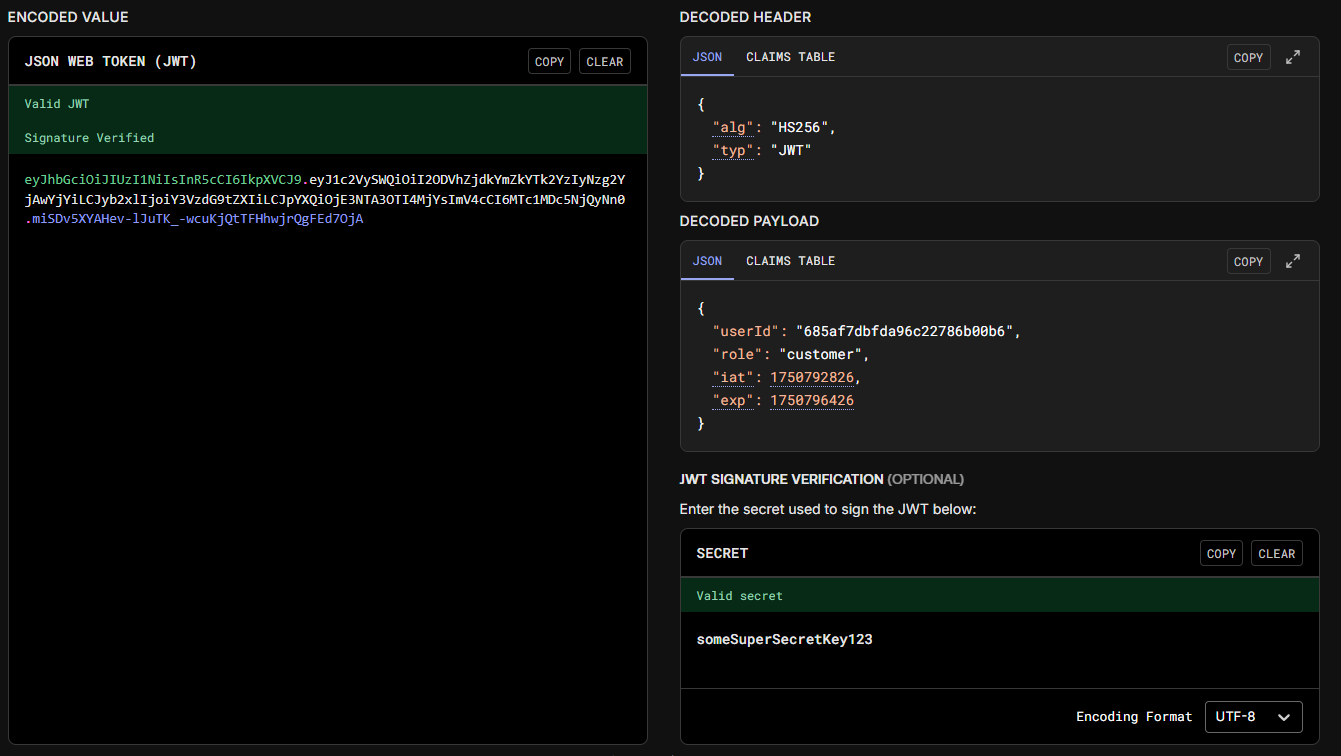 ENCODED VALUE
JSON WEB TOKEN (JWT)
COPY
CLEAR
Valid JWT
Signature Verified
eyJhbGciOiJIUzI1NiIsInR5cCI6IkpXVCJ9.eyJ1c2VySWQiOiI2ODVhZjdkYmZkYTk2YzIyNzg2Y
jAwYjYiLCJyb2xlIjoiY3VzdG9tZXIiLCJpYXQiOjE3NTA3OTI4MjYsImV4cCI6MTc1MDc5NjQyNn0
.miSDv5XYAHev-lJuTK_-wcuKjQtTFHhwjrQgFEd7OjA
DECODED HEADER
JSON
CLAIMS TABLE
COPY
{
"alg": "HS256",
"typ": "JWT"
}
DECODED PAYLOAD
JSON
CLAIMS TABLE
COPY
{
"userId": "685af7dbfda96c22786b00b6",
"role": "customer",
"iat": 1750792826,
"exp": 1750796426
}
JWT SIGNATURE VERIFICATION (OPTIONAL)
Enter the secret used to sign the JWT below:
SECRET
COPY
CLEAR
Valid secret
someSuperSecretKey123
Encoding Format
UTF-8